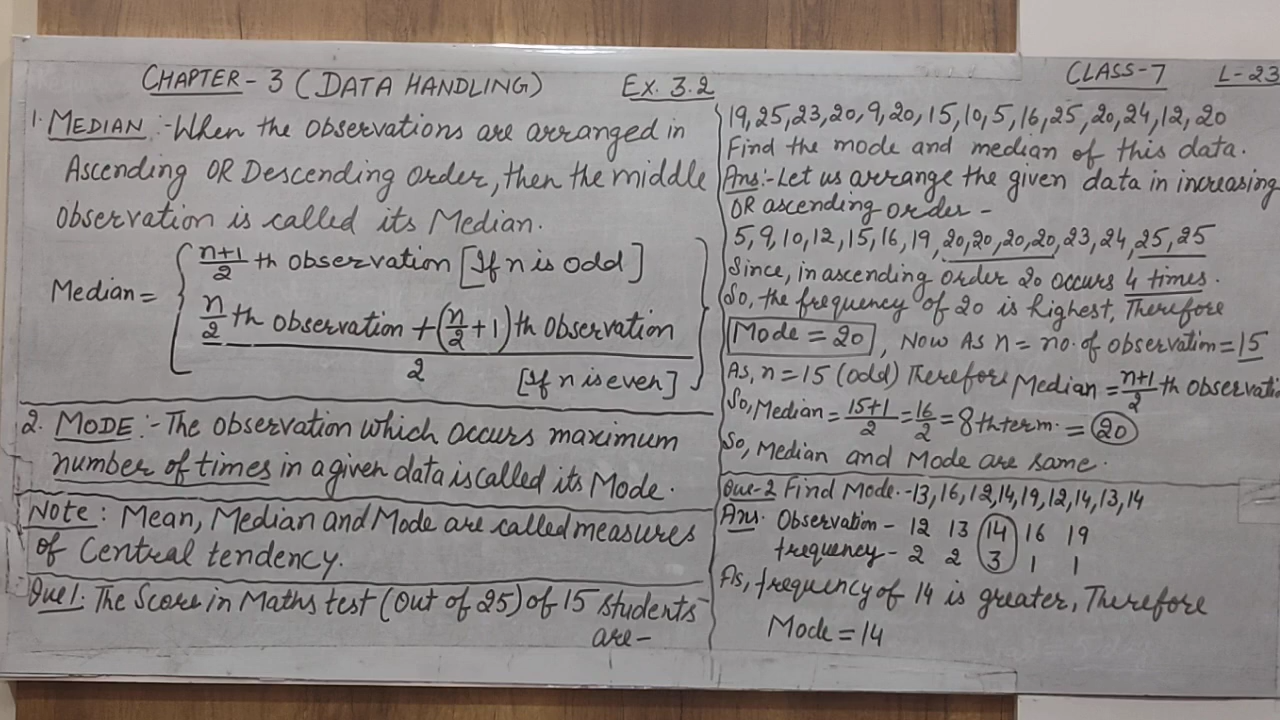 CHAPTER - 3 (DATA HANDLING) EX. 3.2
CLASS-7 L-23
1. MEDIAN :- When the observations are arranged in
Ascending OR Descending order, then the middle
observation is called its Median.
Median = { n+1/2 th observation [If n is odd]
n/2 th observation + (n/2 + 1) th observation
2 [If n is even] }
2. MODE :- The observation which occurs maximum
number of times in a given data is called its Mode.
Note : Mean, Median and Mode are called measures
of Central tendency.
Que 1: The Score in Maths test (out of 25) of 15 students
are -
19, 25, 23, 20, 9, 20, 15, 10, 5, 16, 25, 20, 24, 12, 20
Find the mode and median of this data.
Ans:- Let us arrange the given data in increasing
OR ascending order -
5, 9, 10, 12, 15, 16, 19, 20, 20, 20, 20, 23, 24, 25, 25
Since, in ascending order 20 occurs 4 times.
So, the frequency of 20 is highest, Therefore
Mode = 20, Now As n = no. of observation = 15
As, n = 15 (odd) Therefore Median = n+1/2 th observati
So, Median = 15+1/2 = 16/2 = 8th term. = 20
So, Median and Mode are same.
Que-2 Find Mode.- 13, 16, 12, 14, 19, 12, 14, 13, 14
Ans. Observation - 12 13 14 16 19
frequency - 2 2 3 1 1
As, frequency of 14 is greater, Therefore
Mode = 14